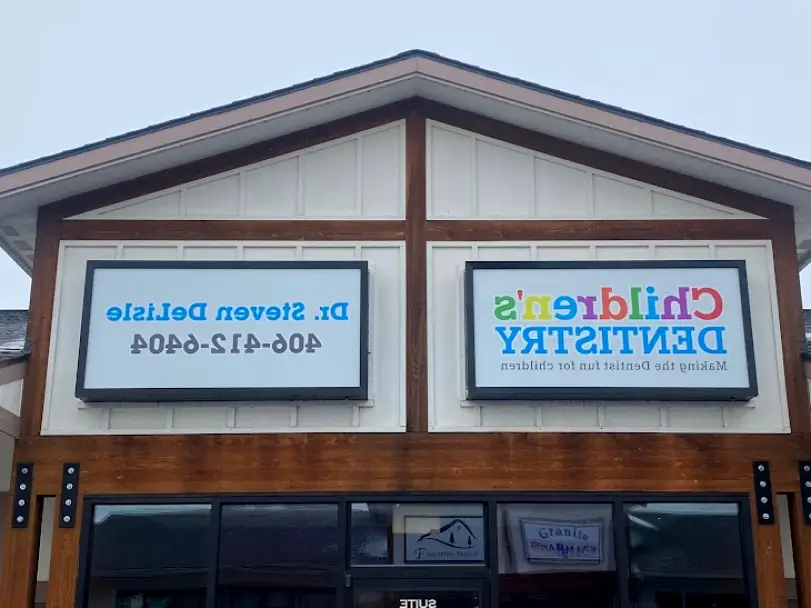 Children's
DENTISTRY
Making the Dentist fun for children
Dr. Steven DeLisle
406-412-6404
Granite
PHARMACY
SUITE